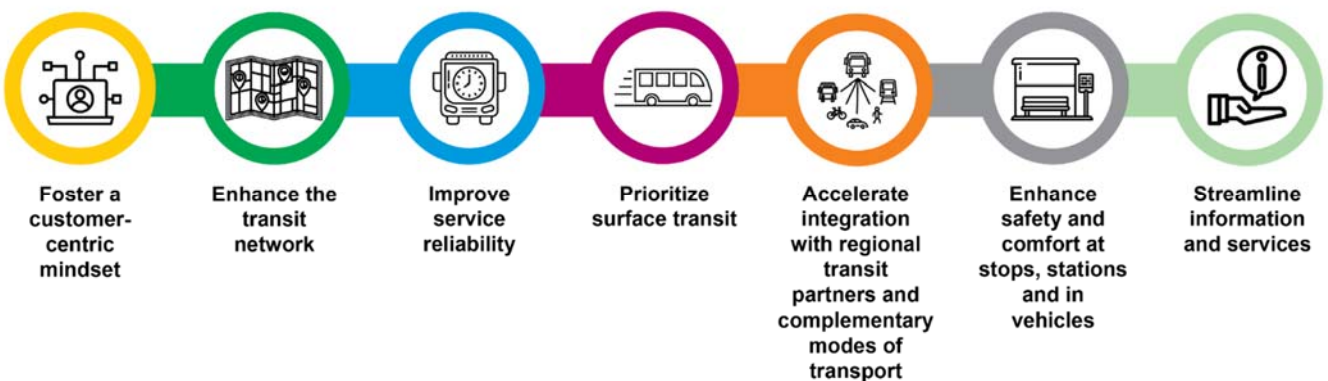 Foster a
customer-
centric
mindset
Enhance the
transit
network
Improve
service
reliability
Prioritize
surface transit
Accelerate
integration
with regional
transit
partners and
complementary
modes of
transport
Enhance
safety and
comfort at
stops, stations
and in
vehicles
Streamline
information
and services